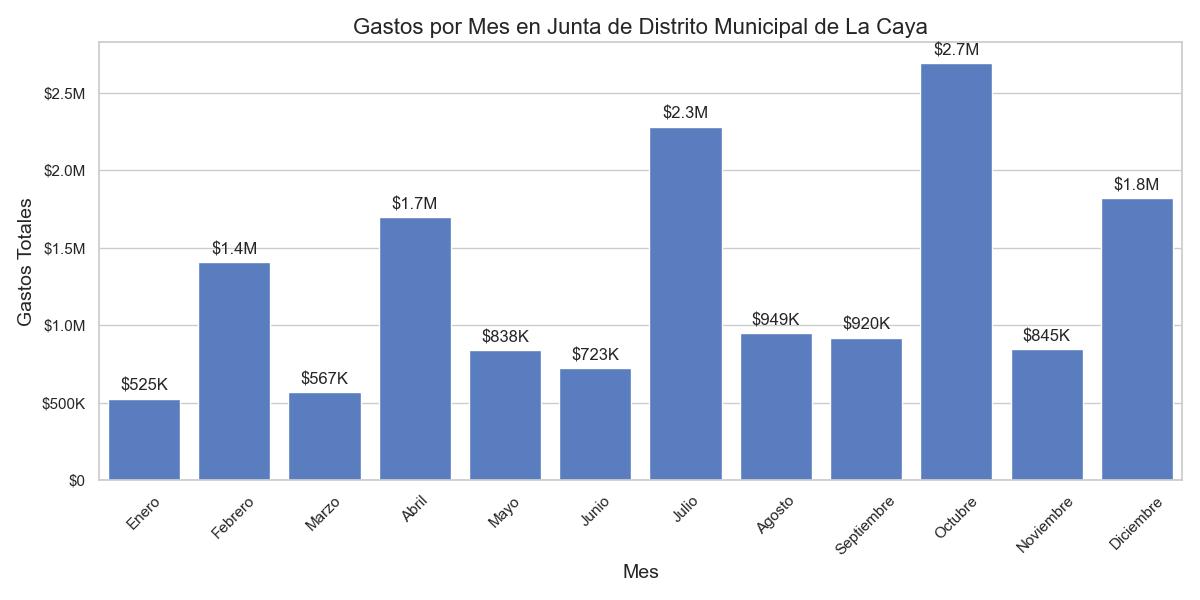 Gastos por Mes en Junta de Distrito Municipal de La Caya
Gastos Totales
$2.5M
$2.0M
$1.5M
$1.0M
$500K
$0
$525K
$1.4M
$567K
$1.7M
$838K
$723K
$2.3M
$949K
$920K
$2.7M
$845K
$1.8M
Enero
Febrero
Marzo
Abril
Mayo
Junio
Julio
Agosto
Septiembre
Octubre
Noviembre
Diciembre
Mes